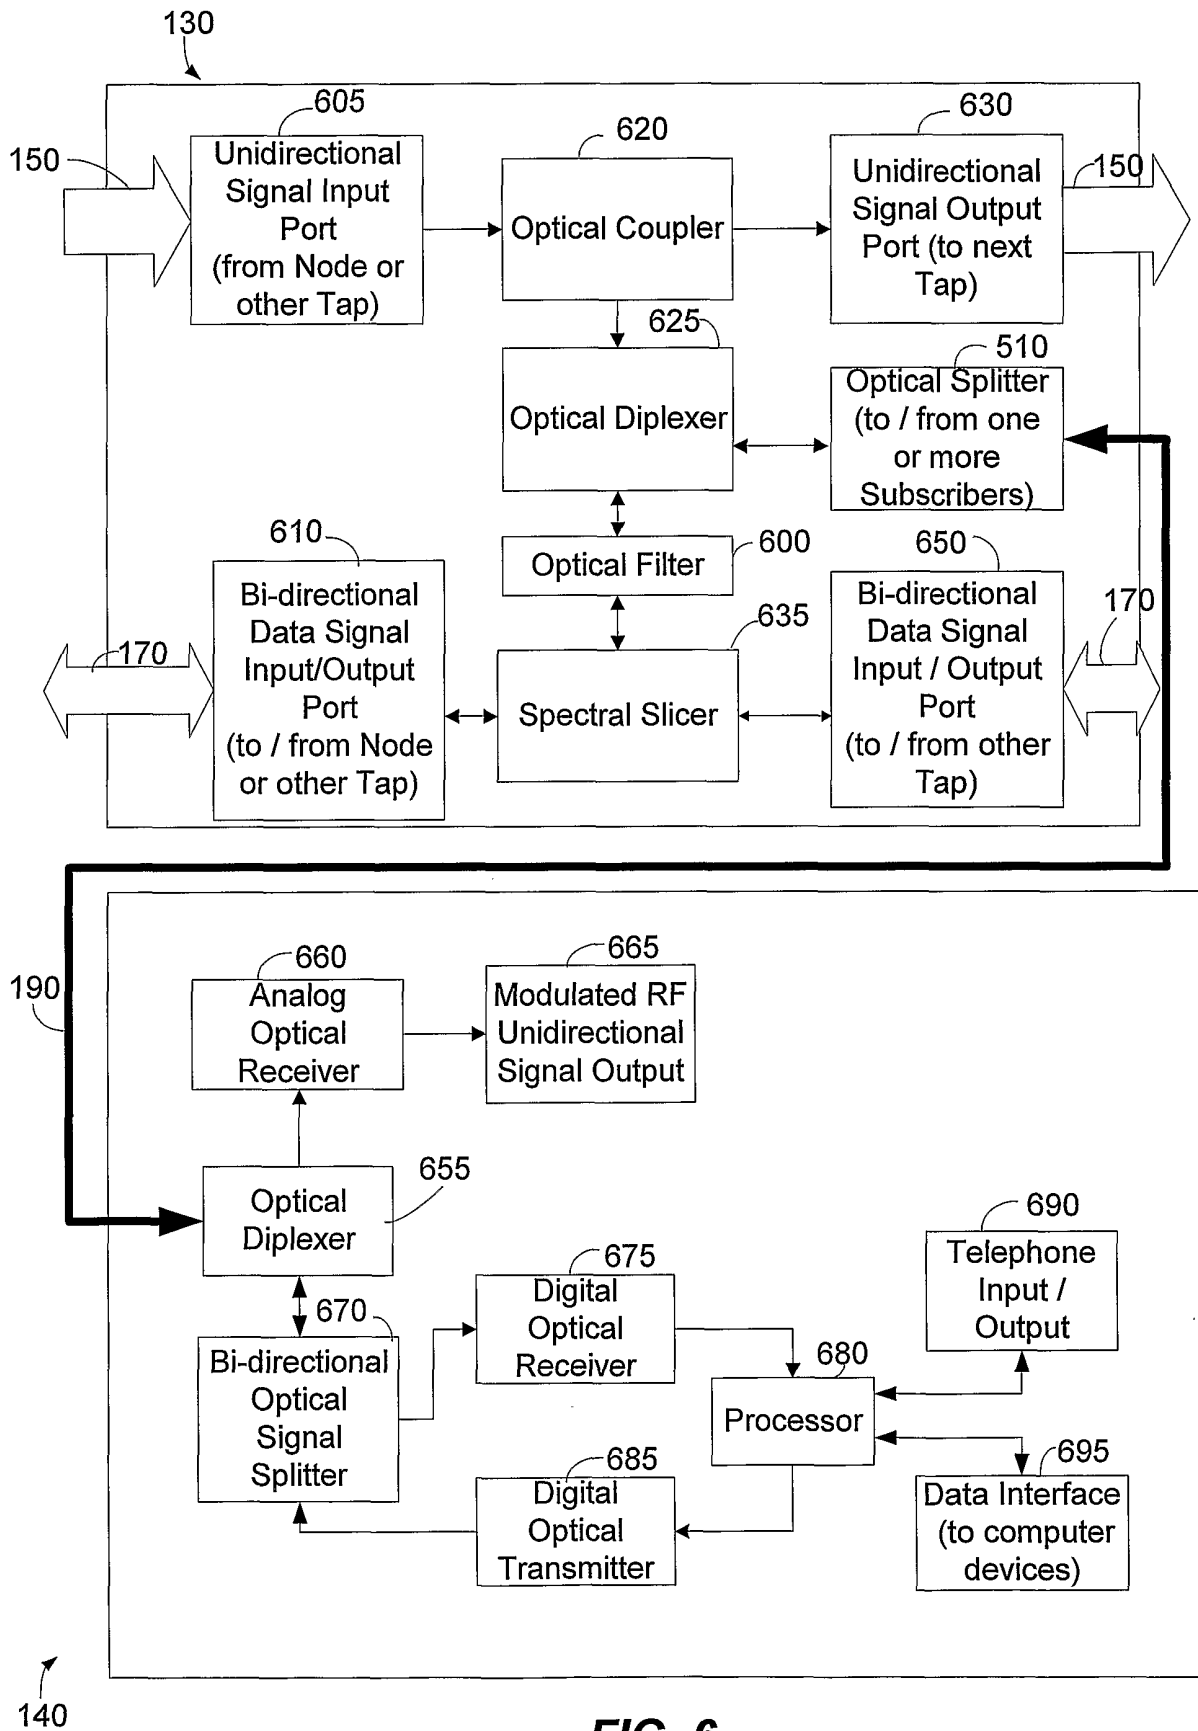 130
605
Unidirectional
Signal Input
Port
(from Node or
other Tap)
150
620
Optical Coupler
630
Unidirectional
Signal Output
Port (to next
Tap)
150
625
Optical Diplexer
510
Optical Splitter
(to / from one
or more
Subscribers)
600
Optical Filter
610
Bi-directional
Data Signal
Input/Output
Port
(to / from Node
or other Tap)
170
635
Spectral Slicer
650
Bi-directional
Data Signal
Input / Output
Port
(to / from other
Tap)
170
190
660
Analog
Optical
Receiver
665
Modulated RF
Unidirectional
Signal Output
655
Optical
Diplexer
670
Bi-directional
Optical
Signal
Splitter
675
Digital
Optical
Receiver
680
Processor
685
Digital
Optical
Transmitter
690
Telephone
Input /
Output
695
Data Interface
(to computer
devices)
140
FIG. 6